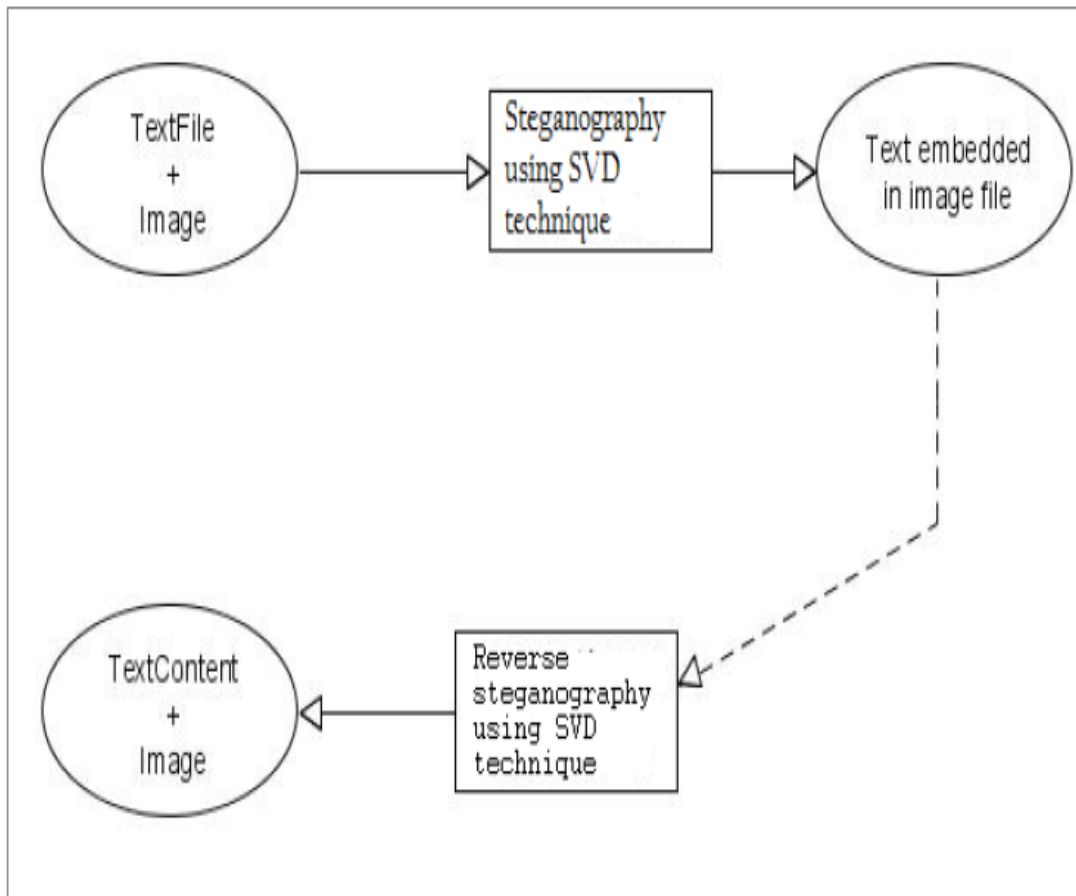 TextFile
+
Image
Steganography
using SVD
technique
Text embedded
in image file
Reverse
steganography
using SVD
technique
TextContent
+
Image